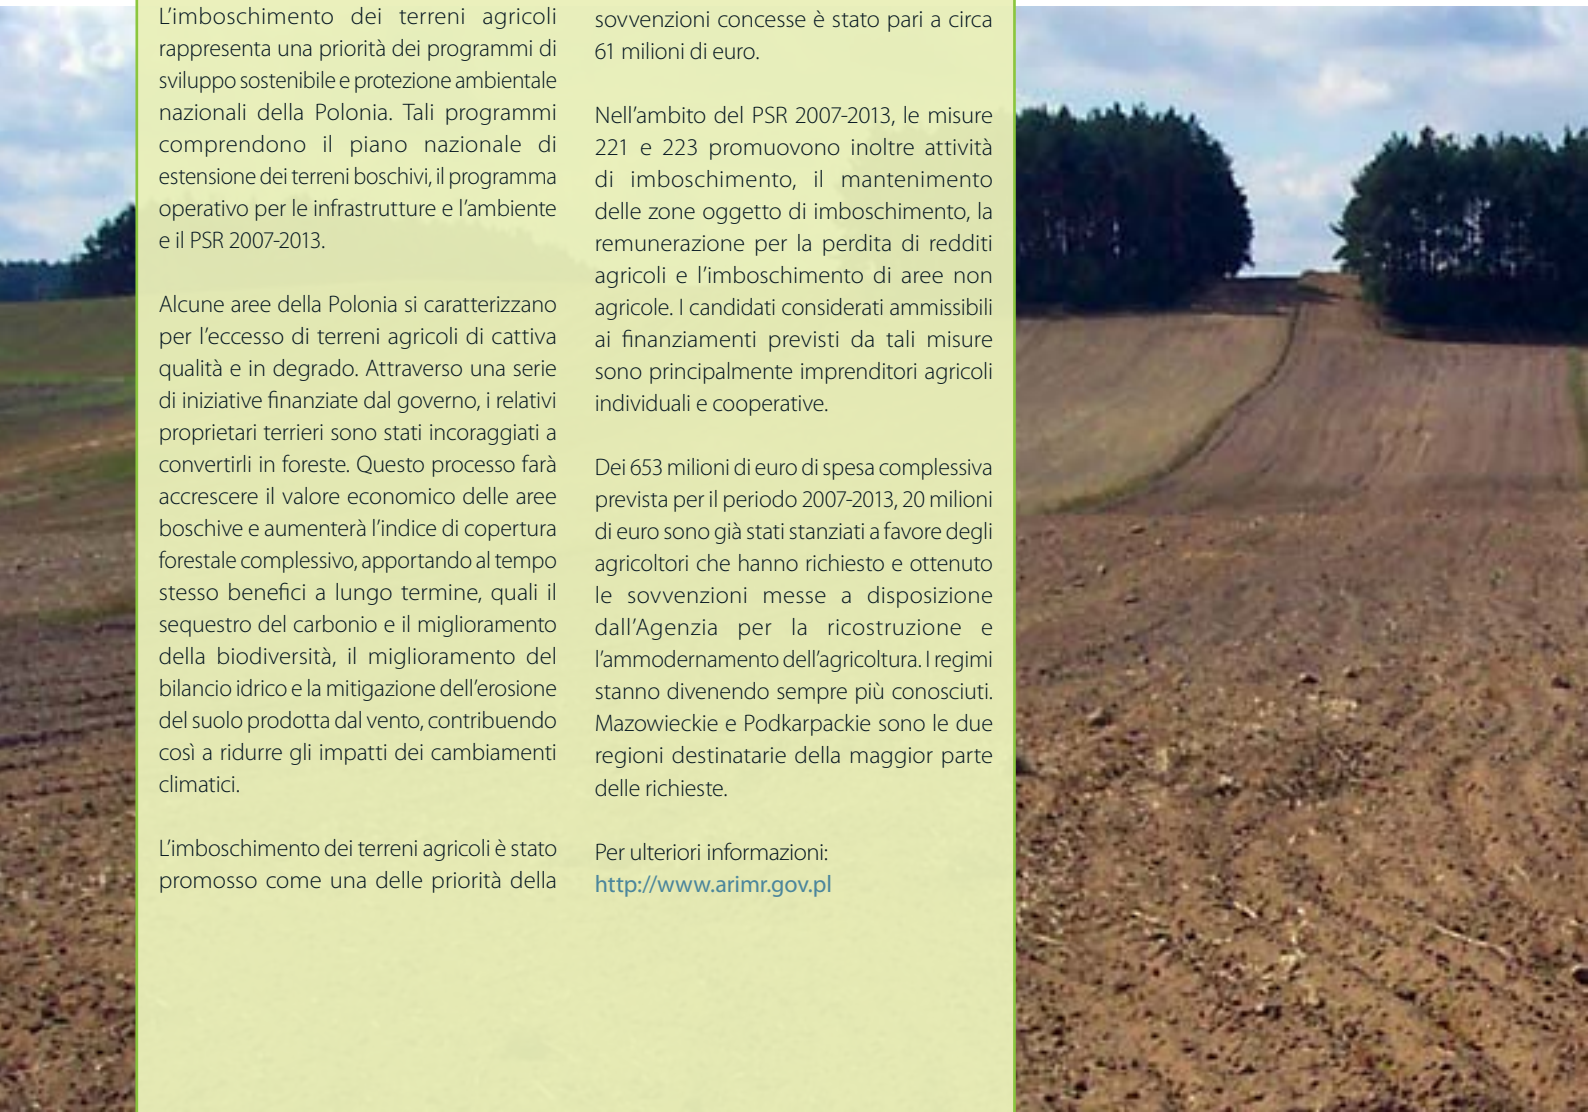 L’imboschimento dei terreni agricoli
rappresenta una priorità dei programmi di
sviluppo sostenibile e protezione ambientale
nazionali della Polonia. Tali programmi
comprendono il piano nazionale di
estensione dei terreni boschivi, il programma
operativo per le infrastrutture e l’ambiente
e il PSR 2007-2013.
Alcune aree della Polonia si caratterizzano
per l’eccesso di terreni agricoli di cattiva
qualità e in degrado. Attraverso una serie
di iniziative finanziate dal governo, i relativi
proprietari terrieri sono stati incoraggiati a
convertirli in foreste. Questo processo farà
accrescere il valore economico delle aree
boschive e aumenterà l’indice di copertura
forestale complessivo, apportando al tempo
stesso benefici a lungo termine, quali il
sequestro del carbonio e il miglioramento
della biodiversità, il miglioramento del
bilancio idrico e la mitigazione dell’erosione
del suolo prodotta dal vento, contribuendo
così a ridurre gli impatti dei cambiamenti
climatici.
L’imboschimento dei terreni agricoli è stato
promosso come una delle priorità della
sovvenzioni concesse è stato pari a circa
61 milioni di euro.
Nell’ambito del PSR 2007-2013, le misure
221 e 223 promuovono inoltre attività
di imboschimento, il mantenimento
delle zone oggetto di imboschimento, la
remunerazione per la perdita di redditi
agricoli e l’imboschimento di aree non
agricole. I candidati considerati ammissibili
ai finanziamenti previsti da tali misure
sono principalmente imprenditori agricoli
individuali e cooperative.
Dei 653 milioni di euro di spesa complessiva
prevista per il periodo 2007-2013, 20 milioni
di euro sono già stati stanziati a favore degli
agricoltori che hanno richiesto e ottenuto
le sovvenzioni messe a disposizione
dall’Agenzia per la ricostruzione e
l’ammodernamento dell’agricoltura. I regimi
stanno divenendo sempre più conosciuti.
Mazowieckie e Podkarpackie sono le due
regioni destinatarie della maggior parte
delle richieste.
Per ulteriori informazioni:
http://www.arimr.gov.pl